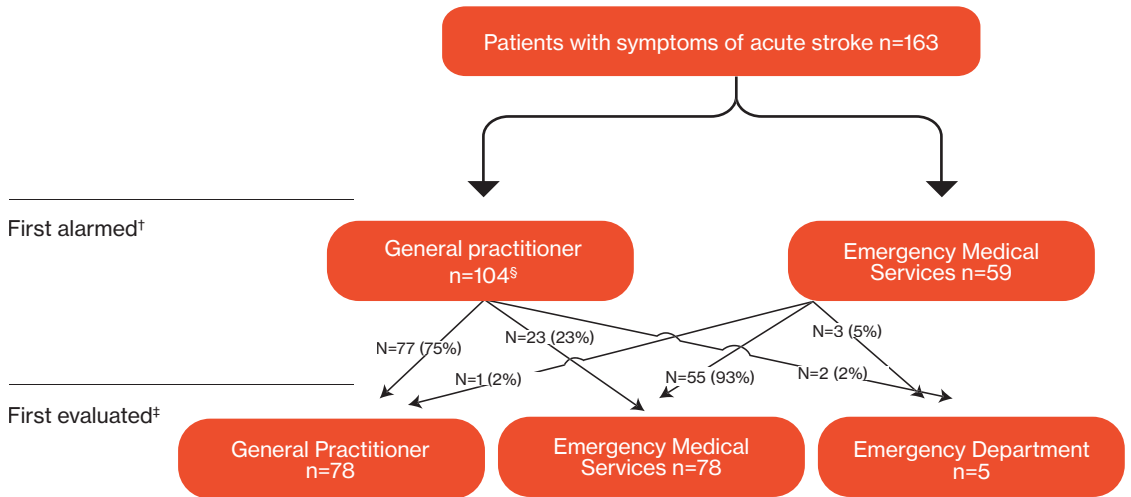 Patients with symptoms of acute stroke n=163
First alarmed†
General practitioner
n=104§
Emergency Medical
Services n=59
N=77 (75%)
N=23 (23%)
N=3 (5%)
N=1 (2%)
N=55 (93%)
N=2 (2%)
First evaluated‡
General Practitioner
n=78
Emergency Medical
Services n=78
Emergency Department
n=5